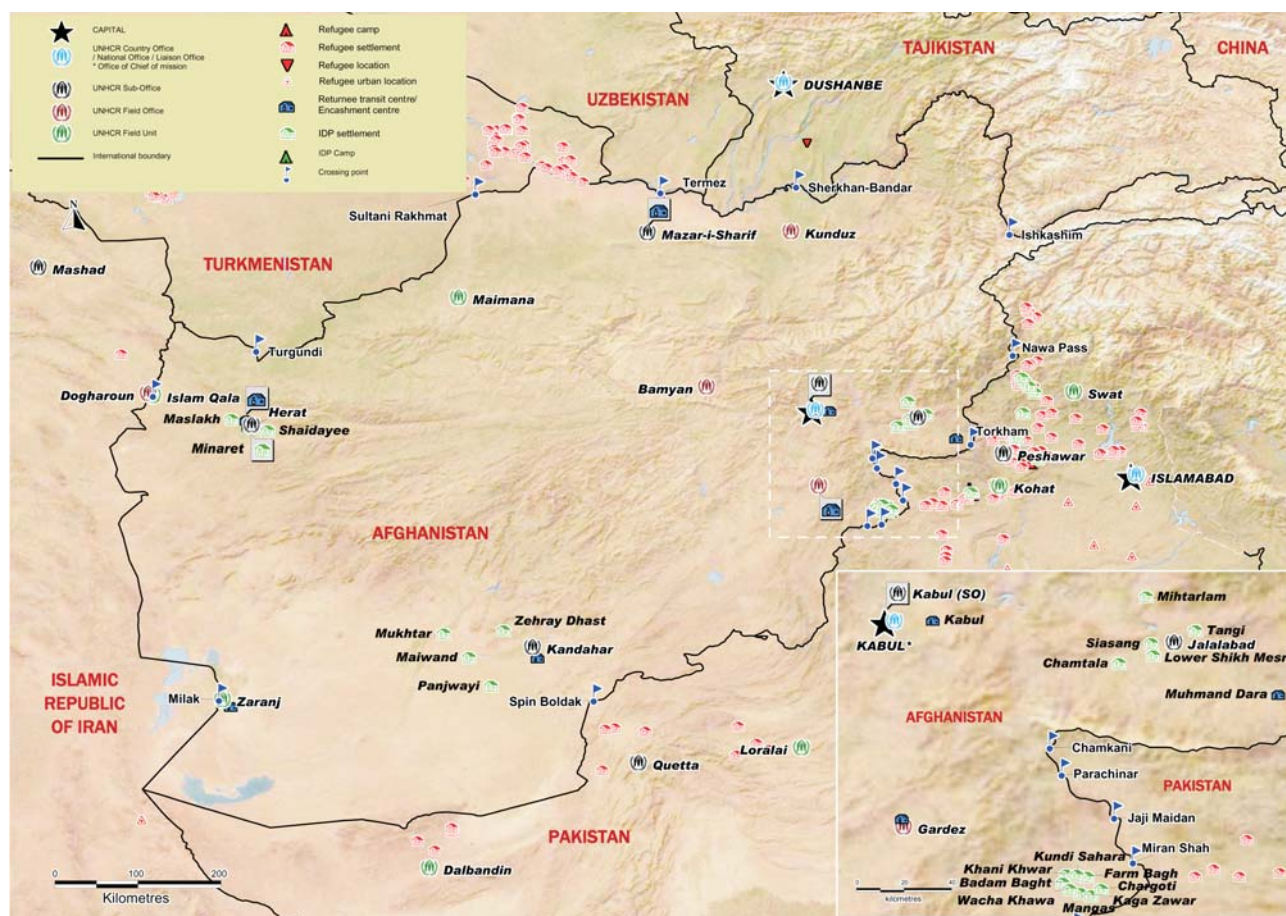 CAPITAL
UNHCR Country Office
/ National Office / Liaison Office
* Office of Chief of mission
UNHCR Sub-Office
UNHCR Field Office
UNHCR Field Unit
International boundary
Refugee camp
Refugee settlement
Refugee location
Refugee urban location
Returnee transit centre/
Encashment centre
IDP settlement
IDP Camp
Crossing point
N
TAJIKISTAN
CHINA
UZBEKISTAN
DUSHANBE
Termez
Sherkhan-Bandar
Sultani Rakhmat
Mazar-i-Sharif
Kunduz
Ishkashim
Mashad
TURKMENISTAN
Maimana
Turgundi
Nawa Pass
Dogharoun
Islam Qala
Bamyan
Swat
Maslakh
Herat
Shaidayee
Minaret
Torkham
Peshawar
ISLAMABAD
Kohat
AFGHANISTAN
Mukhtar
Zehray Dhast
Maiwand
Kandahar
Panjwayi
ISLAMIC
REPUBLIC
OF IRAN
Milak
Zaranj
Spin Boldak
Loralai
Quetta
PAKISTAN
Dalbandin
0 100 200
Kilometres
Kabul (SO)
Mihtarlam
Kabul
KABUL*
Tangi
Siasang
Jalalabad
Lower Shikh Mesr
Chamtala
Muhmand Dara
AFGHANISTAN
Chamkani
Parachinar
PAKISTAN
Jaji Maidan
Gardez
Miran Shah
Kundi Sahara
Khani Khwar
Farm Bagh
Badam Baght
Chargoti
Wacha Khawa
Kaga Zawar
Mangas
0 20 40
kilometres